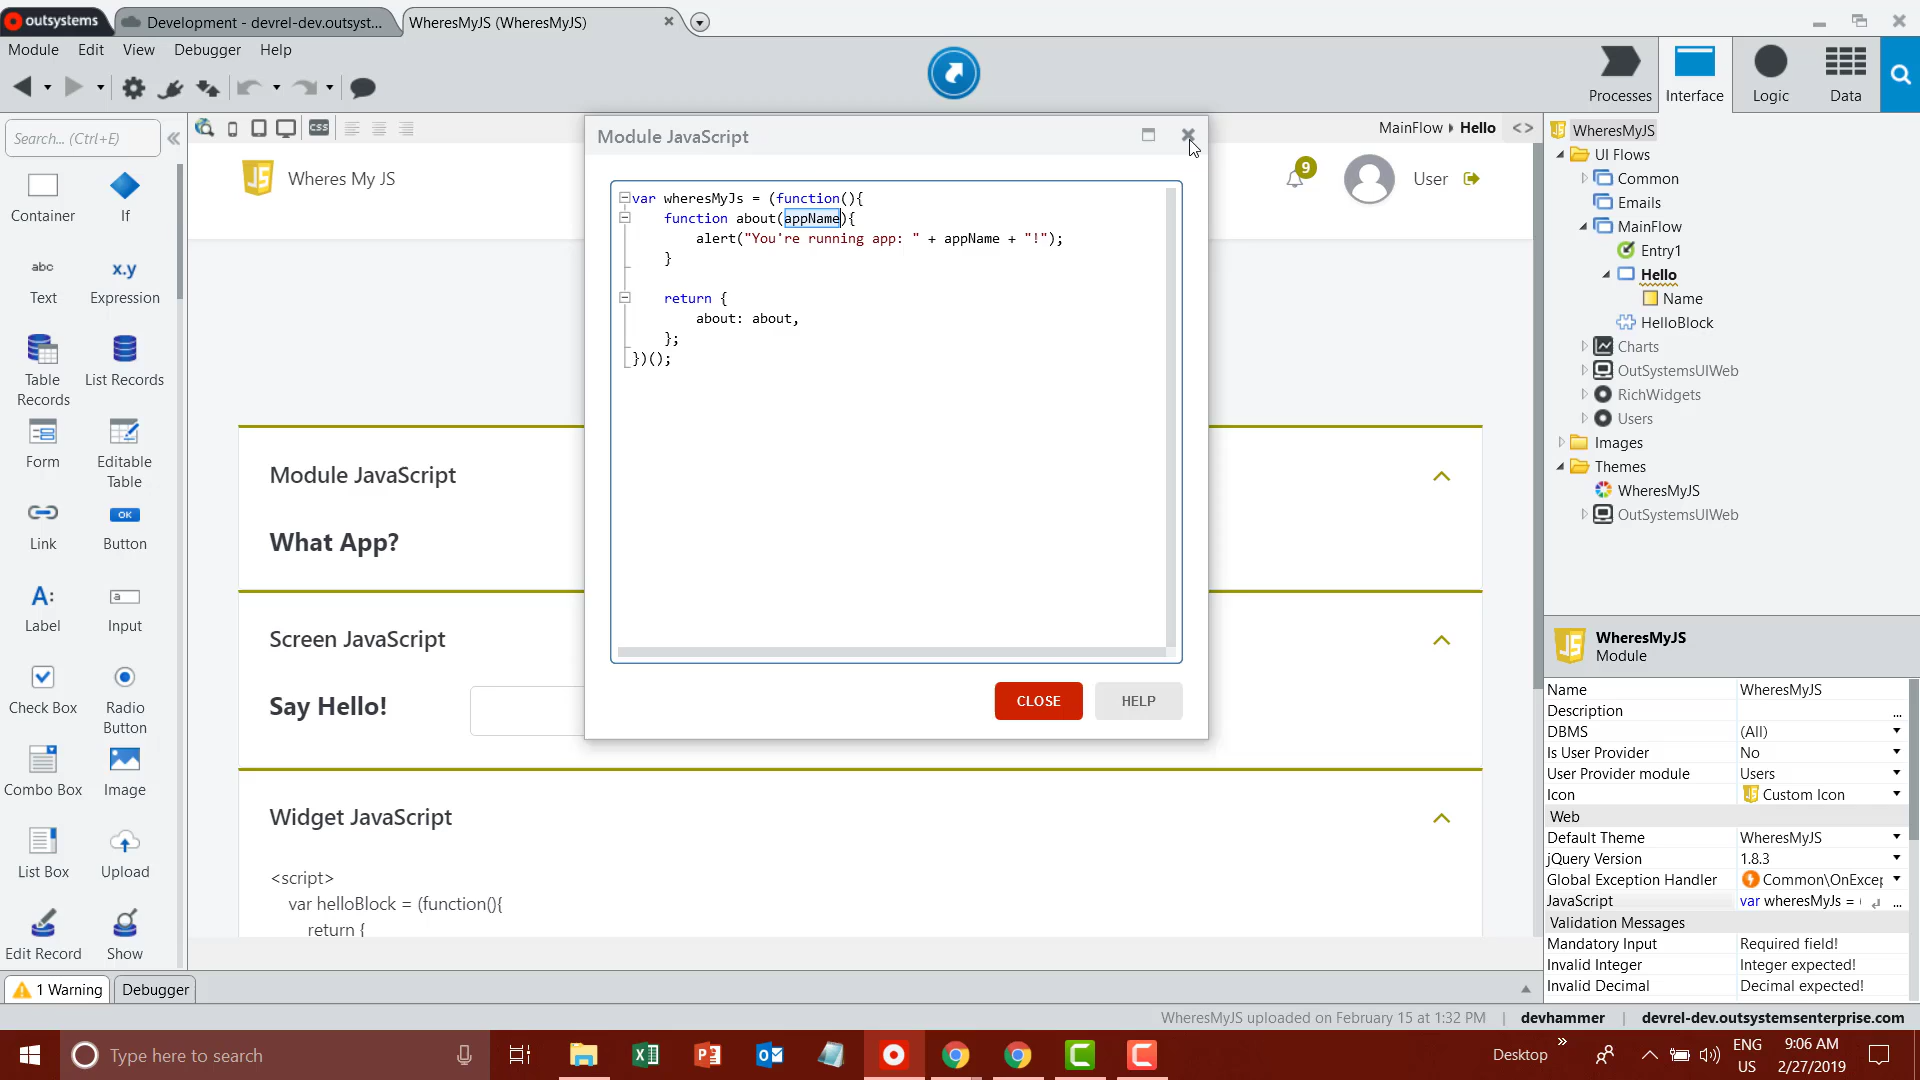 outsystems
Development - devrel-dev.outsyst...
WheresMyJS (WheresMyJS)
Module Edit View Debugger Help
Processes
Interface
Logic
Data
Search... (Ctrl+E)
css
MainFlow Hello
Container
If
abc
Text
x.y
Expression
Table Records
List Records
Form
Editable Table
Link
OK
Button
A:
Label
a
Input
Check Box
Radio Button
Combo Box
Image
List Box
Upload
Edit Record
Show
JS
Wheres My JS
9
User
Module JavaScript
What App?
Screen JavaScript
Say Hello!
Widget JavaScript
<script>
var helloBlock = (function(){
return {
Module JavaScript
var wheresMyJs = (function(){
function about(appName){
alert("You're running app: " + appName + "!");
}
return {
about: about,
};
})();
CLOSE
HELP
WheresMyJS
UI Flows
Common
Emails
MainFlow
Entry1
Hello
Name
HelloBlock
Charts
OutSystemsUIWeb
RichWidgets
Users
Images
Themes
WheresMyJS
OutSystemsUIWeb
JS
WheresMyJS
Module
Name WheresMyJS
Description ...
DBMS (All)
Is User Provider No
User Provider module Users
Icon Custom Icon
Web
Default Theme WheresMyJS
jQuery Version 1.8.3
Global Exception Handler Common\OnExcep
JavaScript var wheresMyJs = ( ...
Validation Messages
Mandatory Input Required field!
Invalid Integer Integer expected!
Invalid Decimal Decimal expected!
1 Warning
Debugger
WheresMyJS uploaded on February 15 at 1:32 PM | devhammer | devrel-dev.outsystemsenterprise.com
Type here to search
Desktop
ENG
US
9:06 AM
2/27/2019